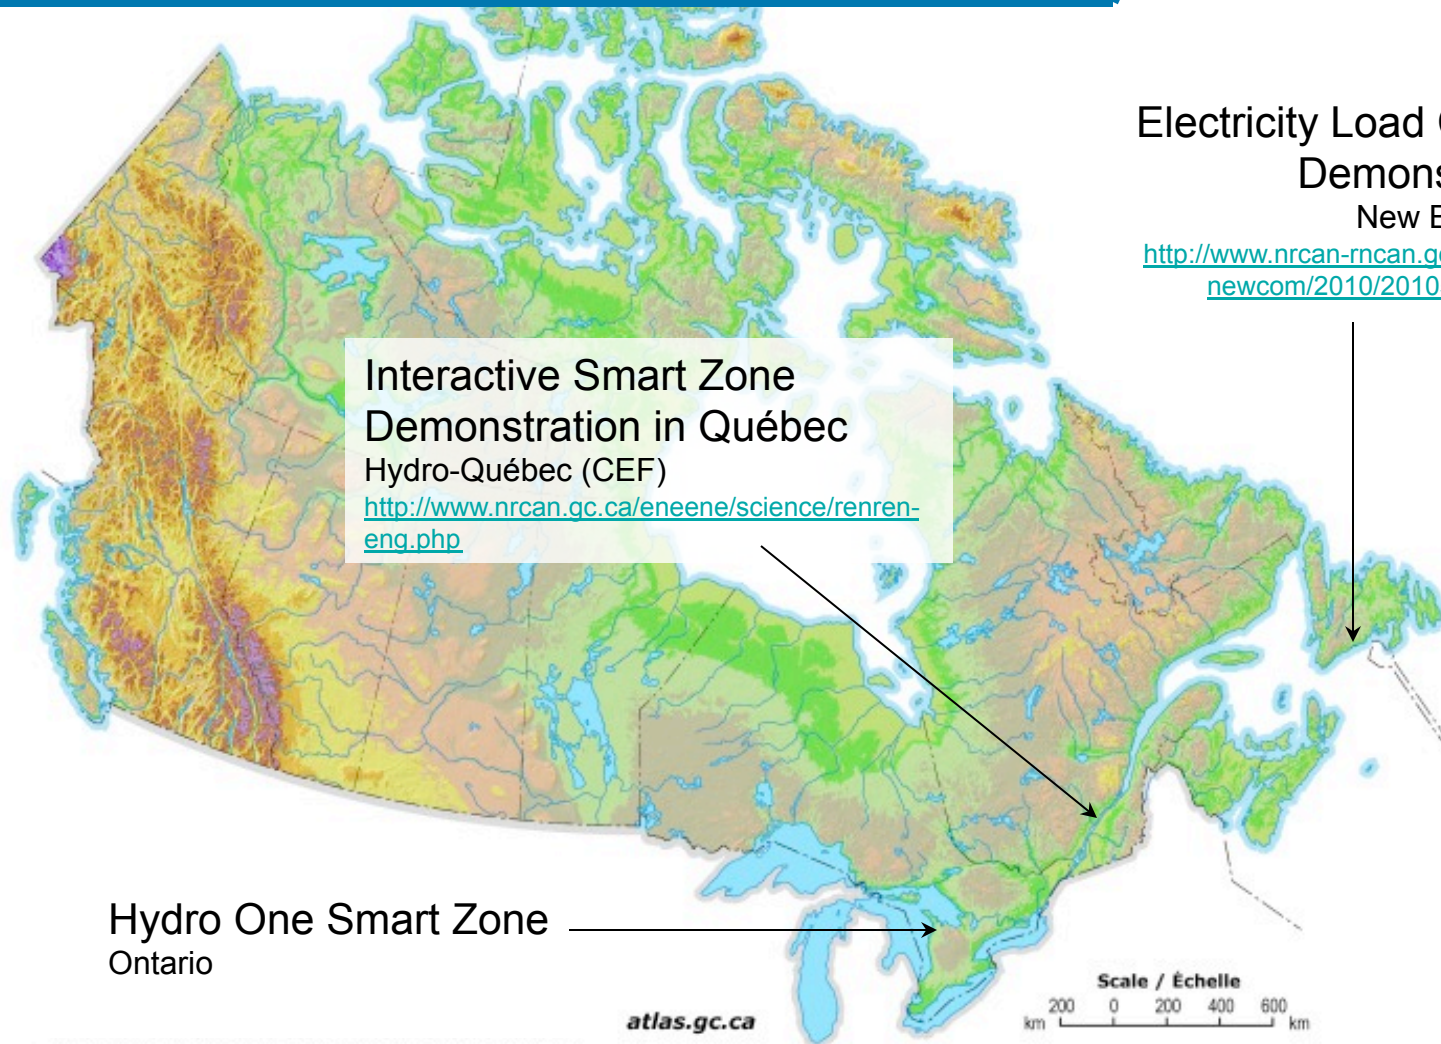 Electricity Load
Demons
New E
http://www.nrcan-rncan.g
newcom/2010/2010
Interactive Smart Zone
Demonstration in Québec
Hydro-Québec (CEF)
http://www.nrcan.gc.ca/eneene/science/renren-
eng.php
Hydro One Smart Zone
Ontario
atlas.gc.ca
Scale / Échelle
200 0 200 400 600
km km